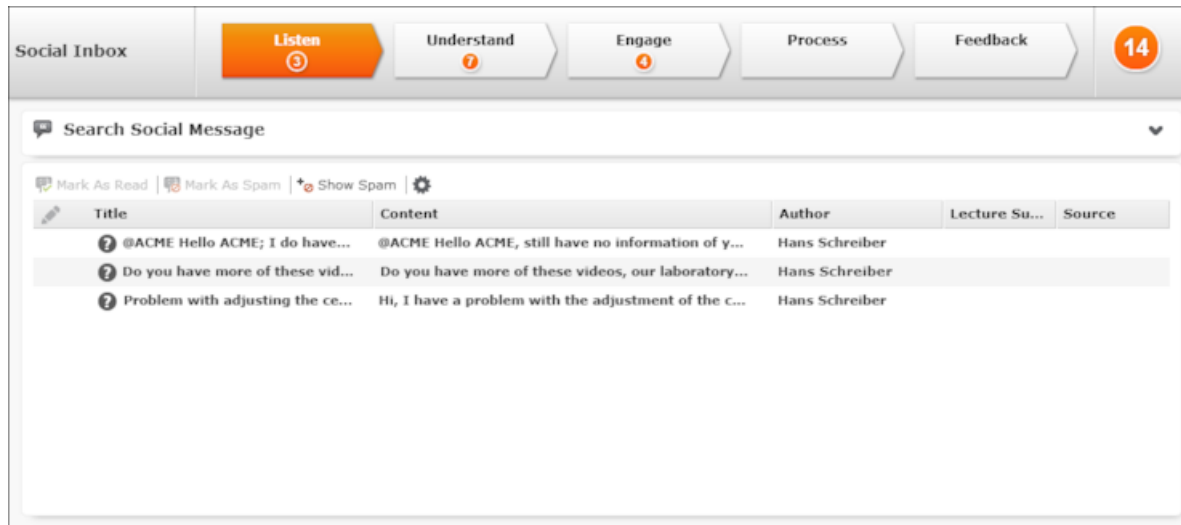 Social Inbox
Listen
3
Understand
7
Engage
4
Process
Feedback
14
Search Social Message
Mark As Read
Mark As Spam
Show Spam
Title Content Author Lecture Su... Source
@ACME Hello ACME; I do have... @ACME Hello ACME, still have no information of y... Hans Schreiber
Do you have more of these vid... Do you have more of these videos, our laboratory... Hans Schreiber
Problem with adjusting the ce... Hi, I have a problem with the adjustment of the c... Hans Schreiber